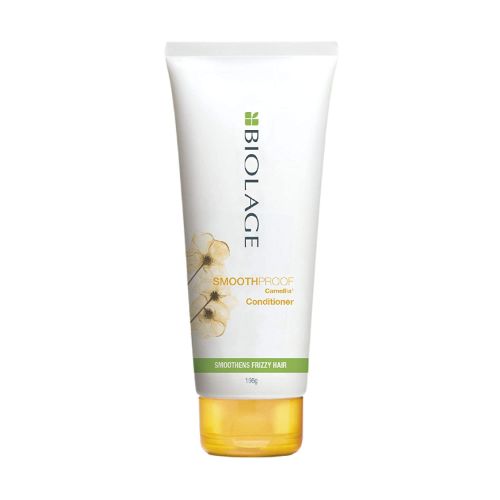 BIOLAGE
SMOOTHPROOF
Camellia
Conditioner
SMOOTHENS FRIZZY HAIR
196g